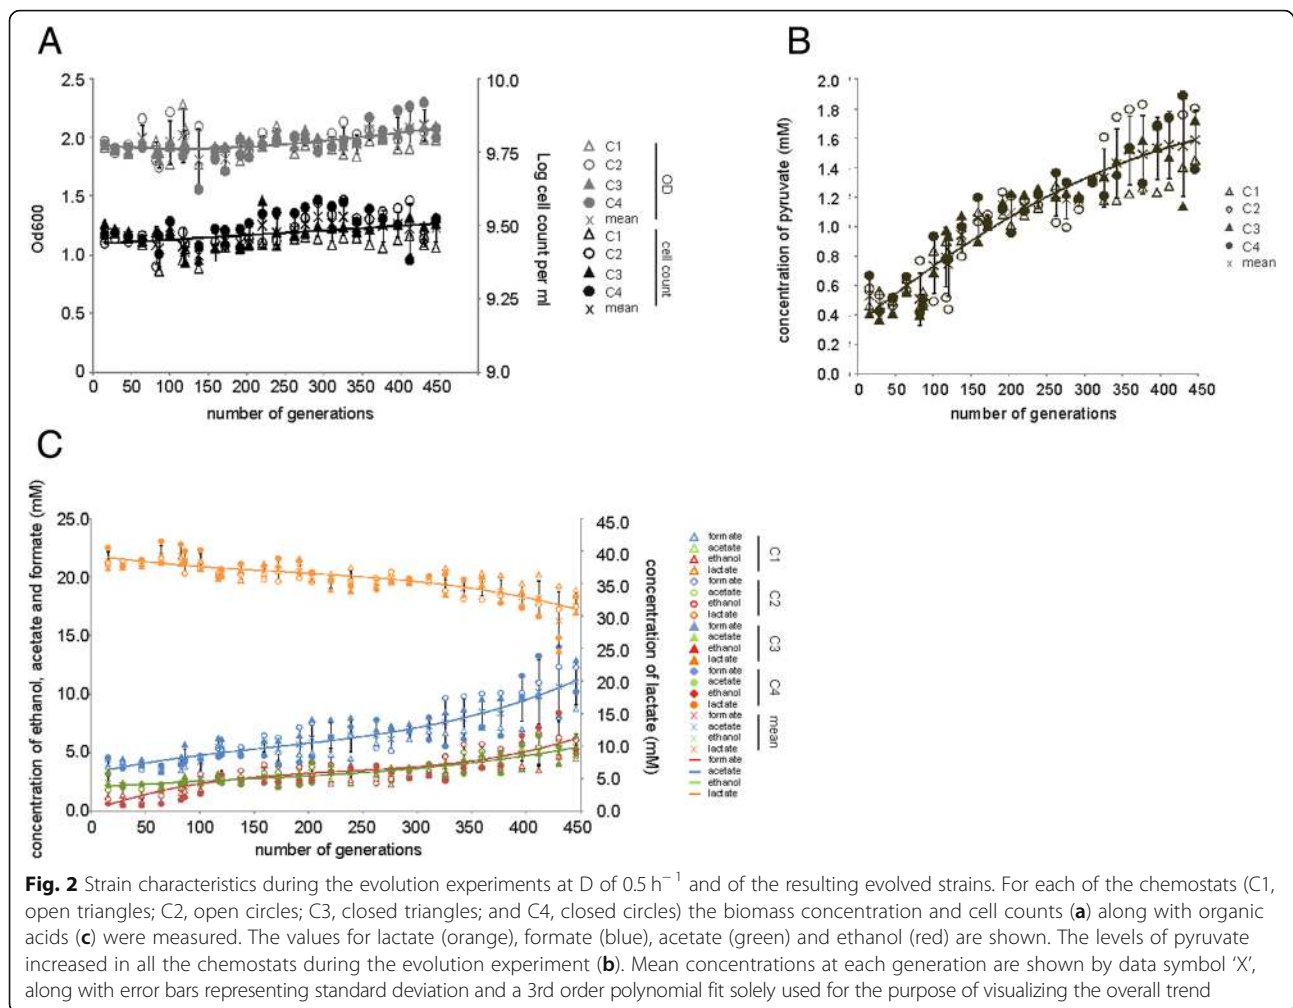 A
2.5
2.0
1.5
1.0
0.5
0
Od600
0 50 100 150 200 250 300 350 400 450
number of generations
10.0
9.75
9.50
9.25
9.0
Log cell count per ml
C1
C2
C3
C4
mean
OD
C1
C2
C3
C4
mean
cell count
B
2.0
1.8
1.6
1.4
1.2
1.0
0.8
0.6
0.4
0.2
0.0
concentration of pyruvate (mM)
0 50 100 150 200 250 300 350 400 450
number of generations
C1
C2
C3
C4
mean
C
25.0
20.0
15.0
10.0
5.0
0.0
concentration of ethanol, acetate and formate (mM)
0 50 100 150 200 250 300 350 400 450
number of generations
45.0
40.0
35.0
30.0
25.0
20.0
15.0
10.0
5.0
0.0
concentration of lactate (mM)
formate
acetate
ethanol
lactate
C1
formate
acetate
ethanol
lactate
C2
formate
acetate
ethanol
lactate
C3
formate
acetate
ethanol
lactate
C4
formate
acetate
ethanol
lactate
mean
formate
acetate
ethanol
lactate
Fig. 2 Strain characteristics during the evolution experiments at D of 0.5 h⁻¹ and of the resulting evolved strains. For each of the chemostats (C1,
open triangles; C2, open circles; C3, closed triangles; and C4, closed circles) the biomass concentration and cell counts (a) along with organic
acids (c) were measured. The values for lactate (orange), formate (blue), acetate (green) and ethanol (red) are shown. The levels of pyruvate
increased in all the chemostats during the evolution experiment (b). Mean concentrations at each generation are shown by data symbol ‘X’,
along with error bars representing standard deviation and a 3rd order polynomial fit solely used for the purpose of visualizing the overall trend